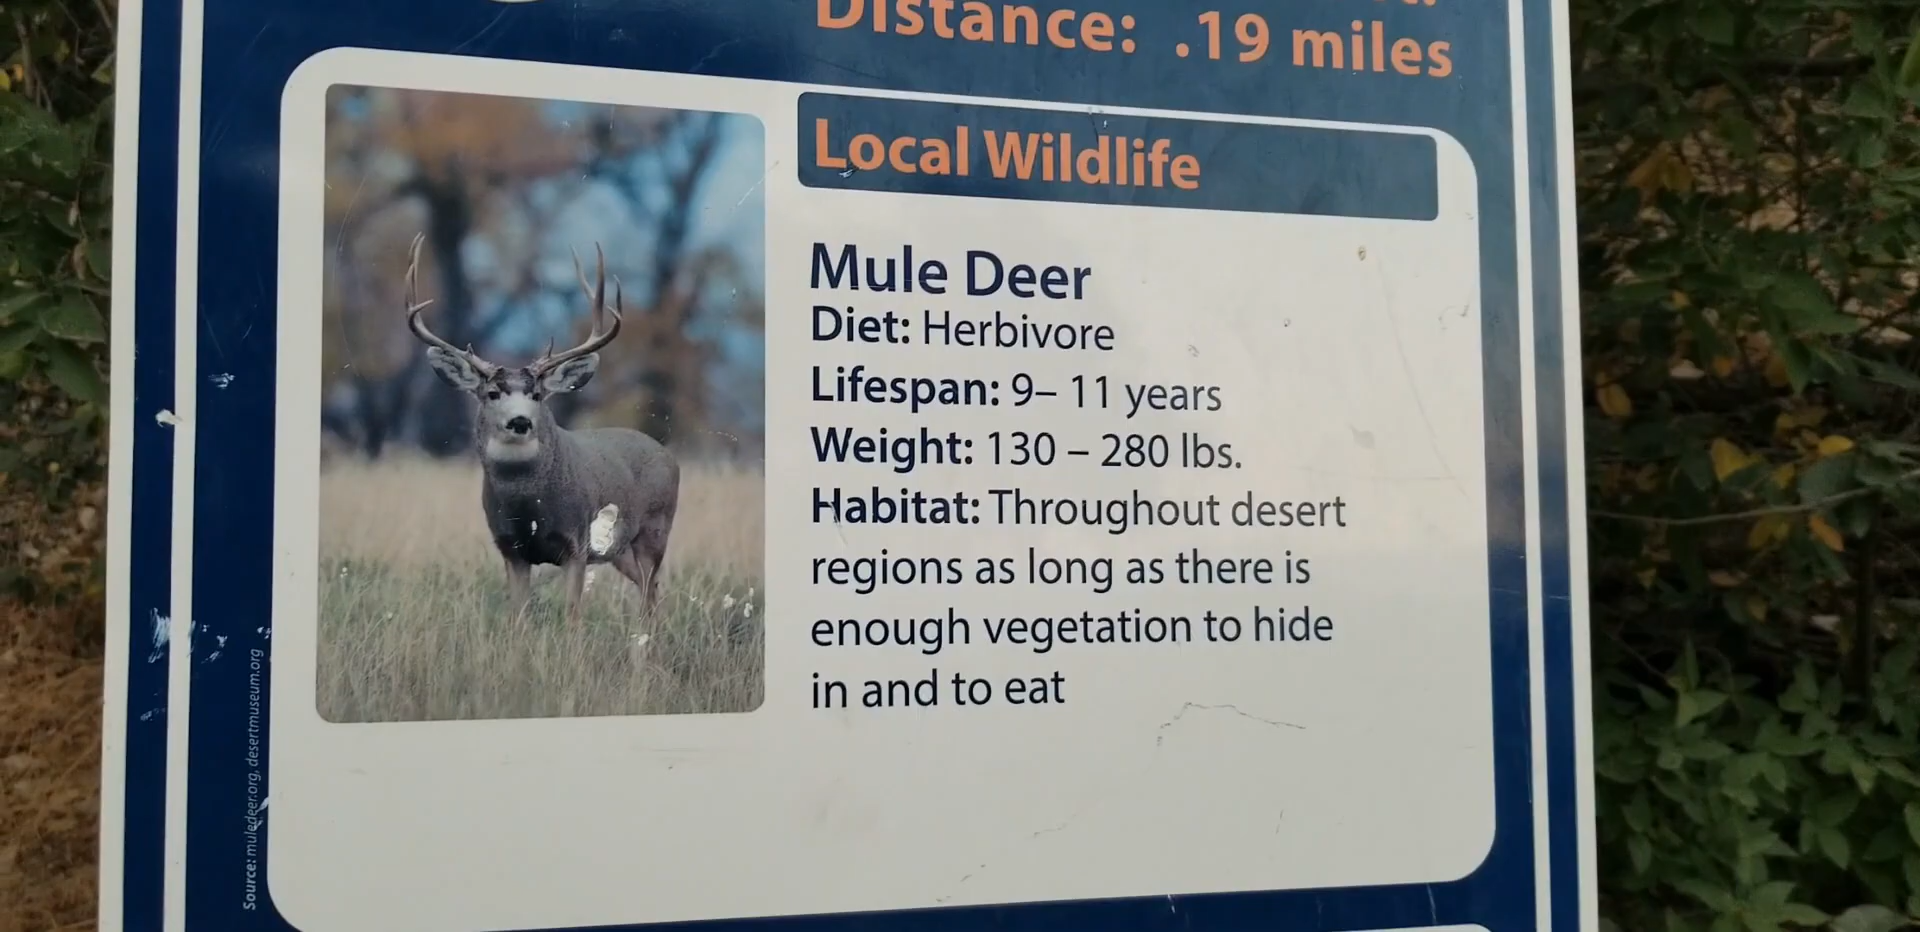 Distance: .19 miles
Local Wildlife
Mule Deer
Diet: Herbivore
Lifespan: 9– 11 years
Weight: 130 – 280 lbs.
Habitat: Throughout desert
regions as long as there is
enough vegetation to hide
in and to eat
Source: muledeer.org, desertmuseum.org